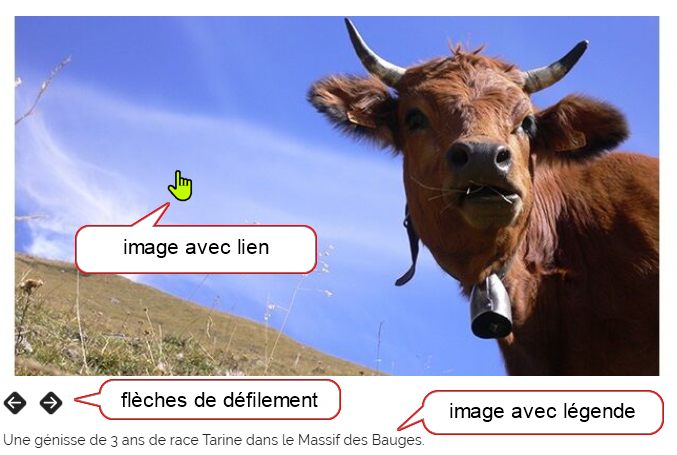 image avec lien
flèches de défilement
image avec légende
Une génisse de 3 ans de race Tarine dans le Massif des Bauges.